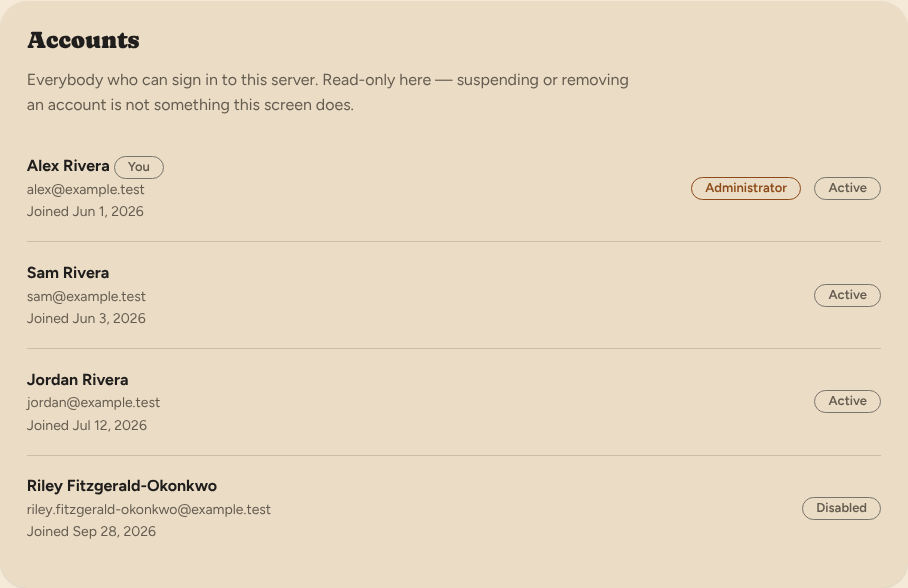 Accounts
Everybody who can sign in to this server. Read-only here — suspending or removing
an account is not something this screen does.
Alex Rivera You
alex@example.test
Joined Jun 1, 2026
Administrator Active
Sam Rivera
sam@example.test
Joined Jun 3, 2026
Active
Jordan Rivera
jordan@example.test
Joined Jul 12, 2026
Active
Riley Fitzgerald-Okonkwo
riley.fitzgerald-okonkwo@example.test
Joined Sep 28, 2026
Disabled